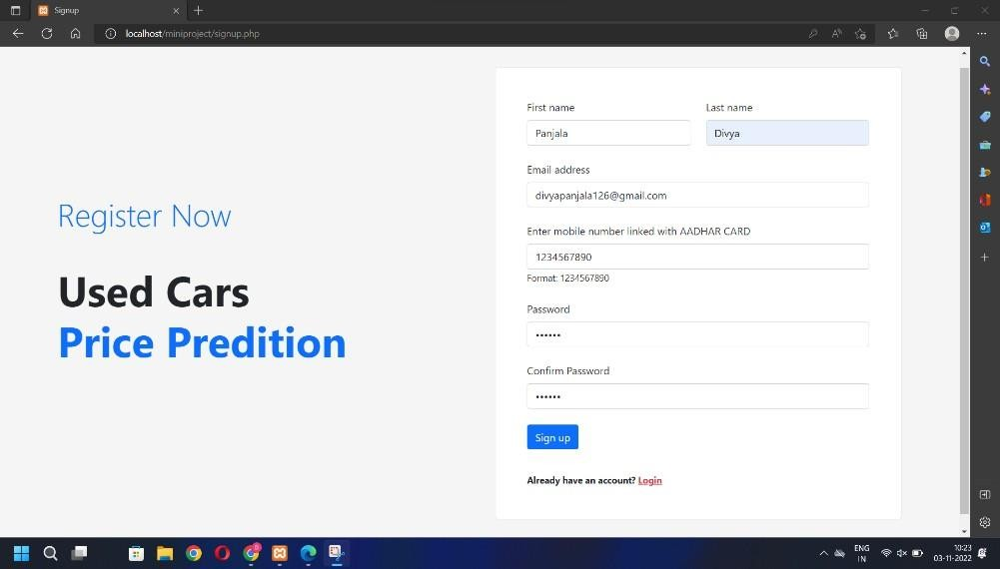 Signup
localhost/miniproject/signup.php
First name
Last name
Panjala
Divya
Email address
divyapanjala126@gmail.com
Register Now
Enter mobile number linked with AADHAR CARD
1234567890
Format: 1234567890
Used Cars
Price Predition
Password
••••••
Confirm Password
••••••
Sign up
Already have an account? Login
ENG
IN
10:23
03-11-2022